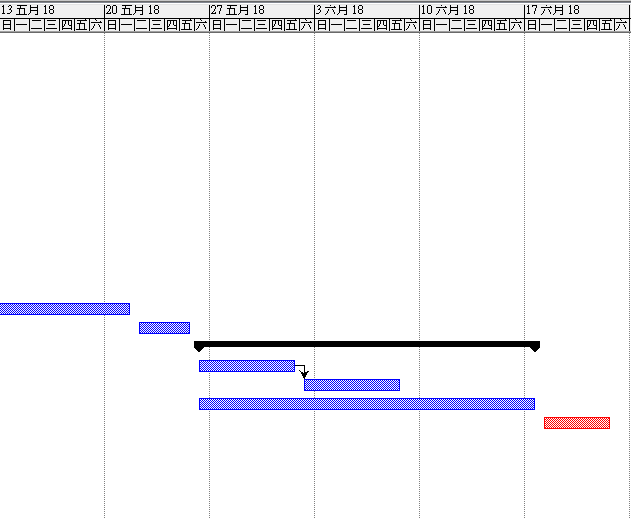 13 五月 18 20 五月 18 27 五月 18 3 六月 18 10 六月 18 17 六月 18
日 一 二 三 四 五 六 日 一 二 三 四 五 六 日 一 二 三 四 五 六 日 一 二 三 四 五 六 日 一 二 三 四 五 六 日 一 二 三 四 五 六